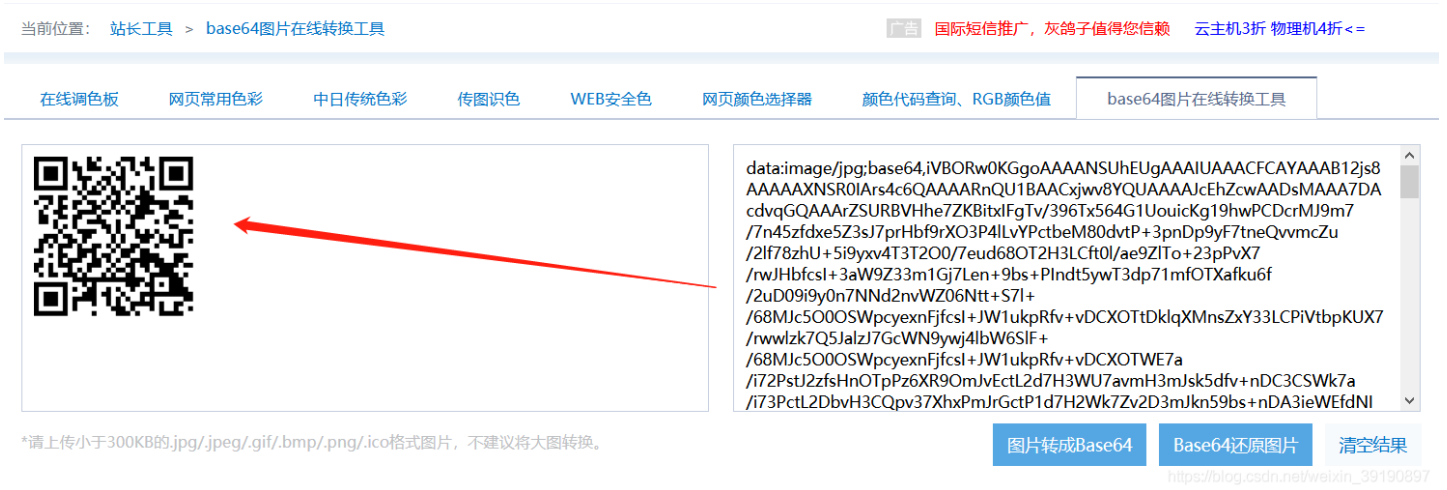 当前位置： 站长工具 > base64图片在线转换工具 广告 国际短信推广，灰鸽子值得您信赖 云主机3折 物理机4折<=
在线调色板 网页常用色彩 中日传统色彩 传图识色 WEB安全色 网页颜色选择器 颜色代码查询、RGB颜色值 base64图片在线转换工具
data:image/jpg;base64,iVBORw0KGgoAAAANSUhEUgAAAIUAAACFCAYAAAB12js8
AAAAAXNSR0IArs4c6QAAAARnQU1BAACxjwv8YQUAAAAJcEhZcwAADsMAAA7DA
cdvqGQAAArZSURBVHhe7ZKBitxIFgTv/396Tx564G1UouicKg19hwPCDcrMJ9m7
/7n45zfdxe5Z3sJ7prHbf9rXO3P4lLvYPctbeM80dvtP+3pnDp9yF7tneQvvmcZu
/2lf78zhU+5i9yxv4T3T2O0/7eud68OT2H3LCft0l/ae9ZlTo+23pPvX7
/rwJHbfcsI+3aW9Z33m1Gj7Len+9bs+PIndt5ywT3dp71mfOTXafku6f
/2uD09i9y0n7NNd2nvWZ06Ntt+S7l+
/68MJc5O0OSWpcyexnFjfcsI+JW1ukpRfv+vDCXOTtDklqXMnsZxY33LCPiVtbpKUX7
/rwwlzk7Q5JalzJ7GcWN9ywj4lbW6SlF+
/68MJc5O0OSWpcyexnFjfcsI+JW1ukpRfv+vDCXOTWE7a
/i72PstJ2zfsHnOTpPz6XR9OmJvEctL2d7H3WU7avmH3mJsk5dfv+nDC3CSWk7a
/i73PctL2DbvH3CQpv37XhxPmJrGctP1d7H2Wk7Zv2D3mJkn59bs+nDA3ieWEfdNI
*请上传小于300KB的.jpg/.jpeg/.gif/.bmp/.png/.ico格式图片，不建议将大图转换。
图片转成Base64 Base64还原图片 清空结果
https://blog.csdn.net/weixin_39190897